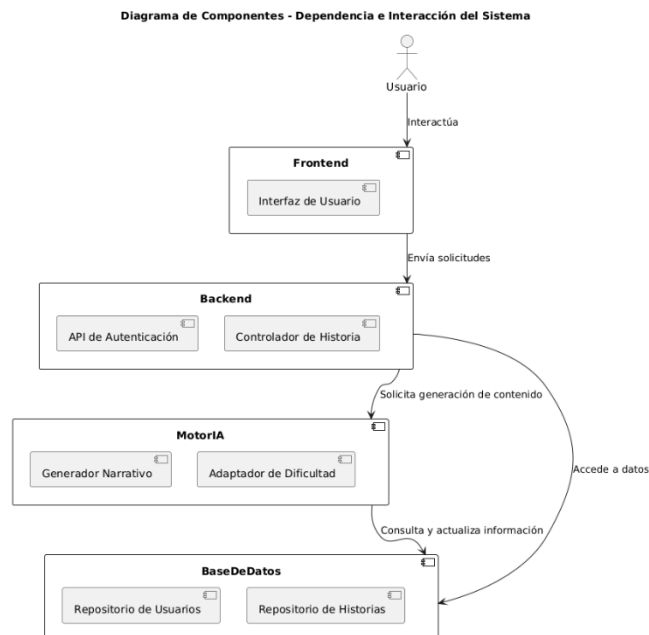 Diagrama de Componentes - Dependencia e Interacción del Sistema
Usuario
Interactúa
Frontend
Interfaz de Usuario
Envía solicitudes
Backend
API de Autenticación
Controlador de Historia
Solicita generación de contenido
MotorIA
Generador Narrativo
Adaptador de Dificultad
Accede a datos
Consulta y actualiza información
BaseDeDatos
Repositorio de Usuarios
Repositorio de Historias